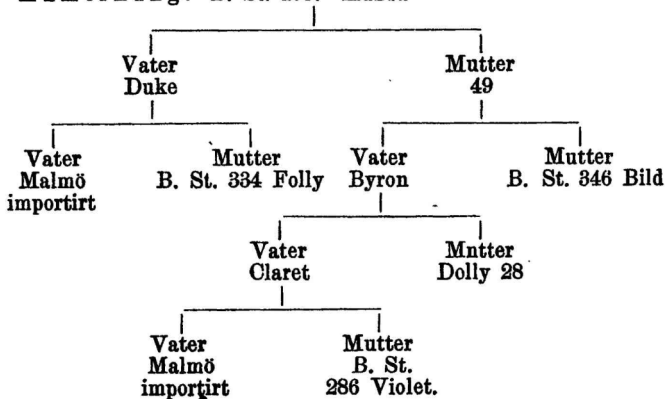 Vater Mutter
Duke 49
Vater Mutter Vater Mutter
Malmö B. St. 334 Folly Byron B. St. 346 Bild
importirt
Vater Mntter
Claret Dolly 28
Vater Mutter
Malmö B. St.
importirt 286 Violet.